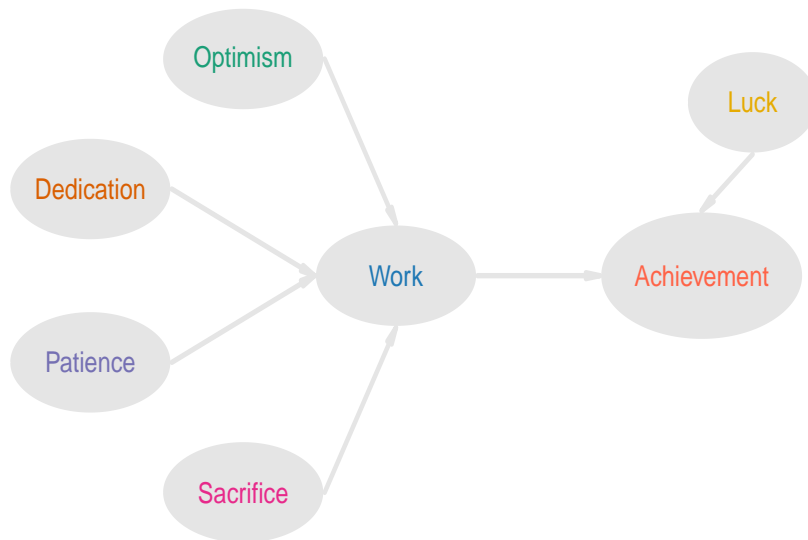 Optimism
Luck
Dedication
Work
Achievement
Patience
Sacrifice